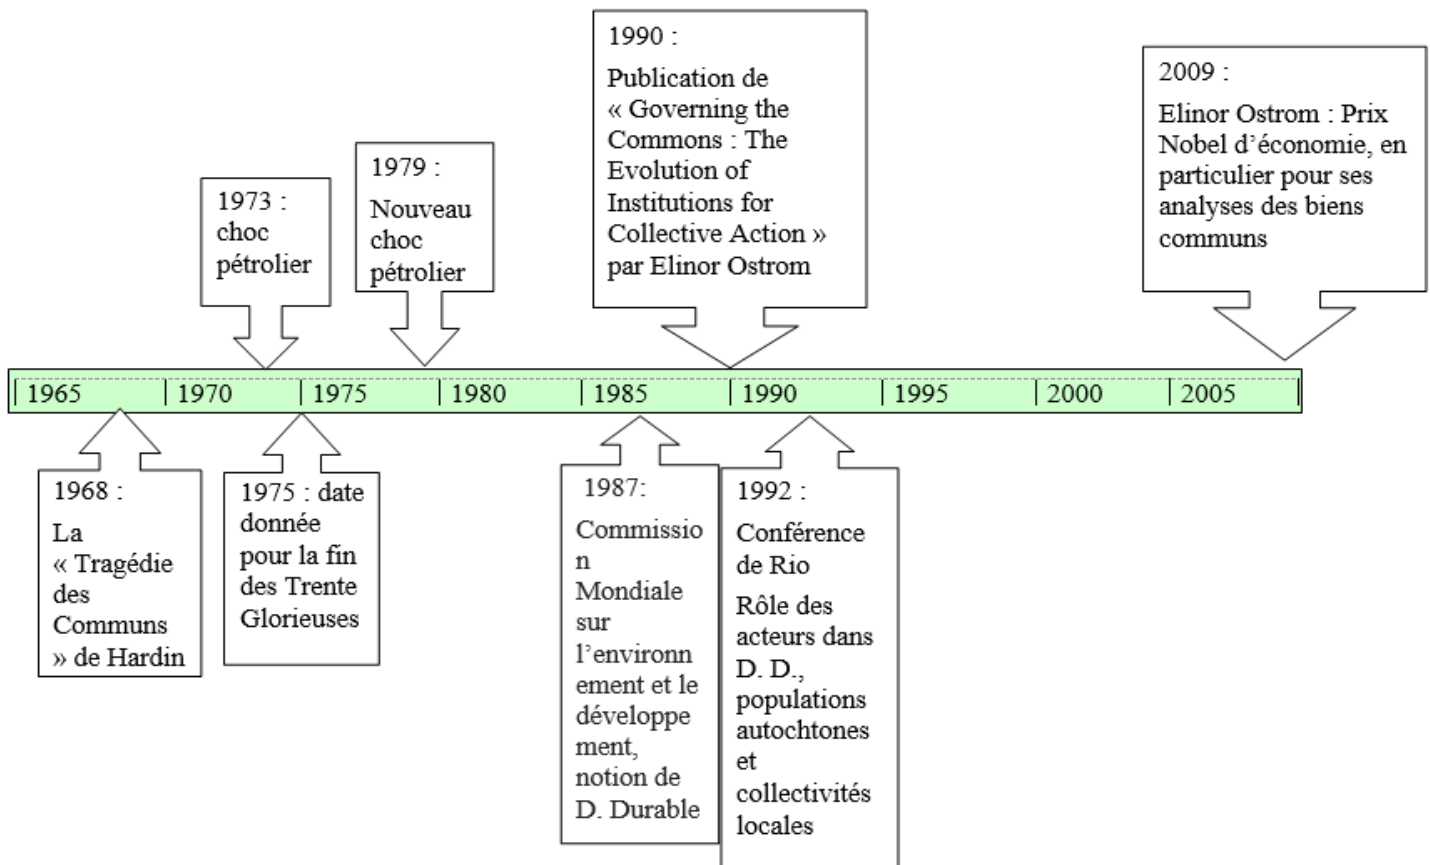 1990 :
Publication de
« Governing the
Commons : The
Evolution of
Institutions for
Collective Action »
par Elinor Ostrom
2009 :
Elinor Ostrom : Prix
Nobel d’économie, en
particulier pour ses
analyses des biens
communs
1979 :
Nouveau
choc
pétrolier
1973 :
choc
pétrolier
1965 1970 1975 1980 1985 1990 1995 2000 2005
1968 :
La
« Tragédie
des
Communs
» de Hardin
1975 : date
donnée
pour la fin
des Trente
Glorieuses
1987:
Commissio
n
Mondiale
sur
l’environn
ement et le
développe
ment,
notion de
D. Durable
1992 :
Conférence
de Rio
Rôle des
acteurs dans
D. D.,
populations
autochtones
et
collectivités
locales